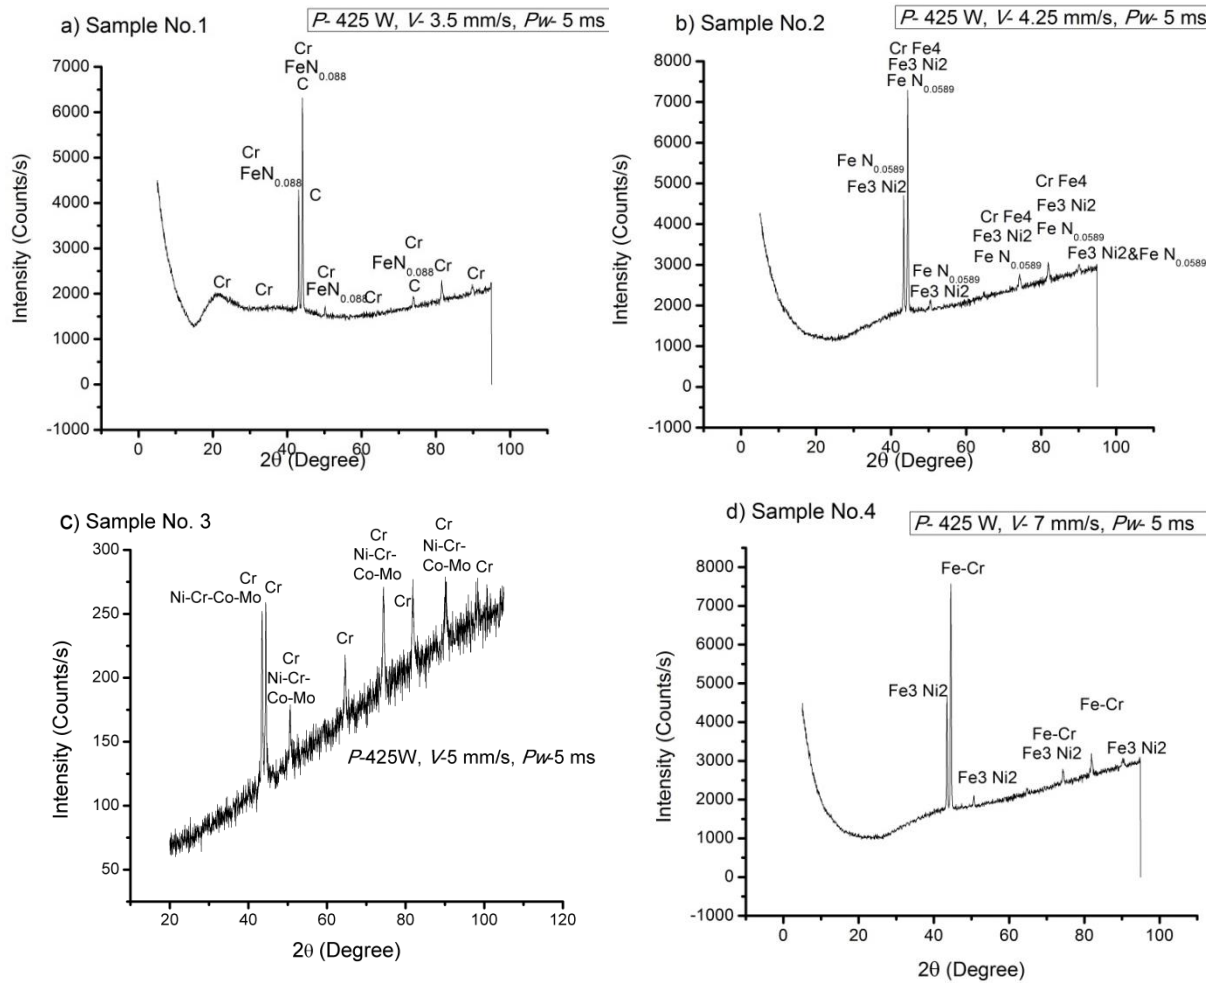 a) Sample No.1
P- 425 W, V- 3.5 mm/s, Pw- 5 ms
Cr
FeN0.088
C
Cr
FeN0.088
C
Cr
Cr
Cr
FeN0.088
Cr
Cr
FeN0.088
C
Cr
Cr
7000
6000
5000
4000
3000
2000
1000
0
-1000
Intensity (Counts/s)
0 20 40 60 80 100
2θ (Degree)
b) Sample No.2
P- 425 W, V- 4.25 mm/s, Pw- 5 ms
Cr Fe4
Fe3 Ni2
Fe N0.0589
Fe N0.0589
Fe3 Ni2
Fe N0.0589
Fe3 Ni2
Cr Fe4
Fe3 Ni2
Fe N0.0589
Cr Fe4
Fe3 Ni2
Fe N0.0589
Fe3 Ni2&Fe N0.0589
8000
7000
6000
5000
4000
3000
2000
1000
0
-1000
Intensity (Counts/s)
0 20 40 60 80 100
2θ (Degree)
c) Sample No. 3
Cr
Ni-Cr-Co-Mo
Cr
Cr
Ni-Cr-
Co-Mo
Cr
Cr
Ni-Cr-
Co-Mo
Cr
Cr
Ni-Cr-
Co-Mo
Cr
P-425W, V-5 mm/s, Pw-5 ms
300
250
200
150
100
50
Intensity (Counts/s)
20 40 60 80 100 120
2θ (Degree)
d) Sample No.4
P- 425 W, V- 7 mm/s, Pw- 5 ms
Fe-Cr
Fe3 Ni2
Fe3 Ni2
Fe-Cr
Fe3 Ni2
Fe-Cr
Fe3 Ni2
8000
7000
6000
5000
4000
3000
2000
1000
0
-1000
Intensity (Counts/s)
0 20 40 60 80 100
2θ (Degree)